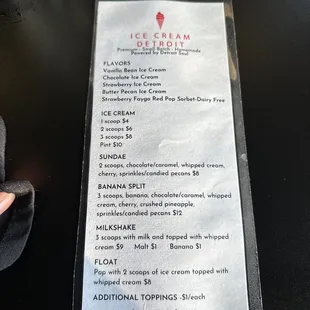 ICE CREAM
DETROIT
Premium - Small Batch - Homemade
Powered by Detroit Soul
FLAVORS
Vanilla Bean Ice Cream
Chocolate Ice Cream
Strawberry Ice Cream
Butter Pecan Ice Cream
Strawberry Faygo Red Pop Sorbet-Dairy Free
ICE CREAM
1 scoop $4
2 scoops $6
3 scoops $8
Pint $10
SUNDAE
2 scoops, chocolate/caramel, whipped cream,
cherry, sprinkles/candied pecans $8
BANANA SPLIT
3 scoops, banana, chocolate/caramel, whipped
cream, cherry, crushed pineapple,
sprinkles/candied pecans $12
MILKSHAKE
3 scoops with milk and topped with whipped
cream $9 Malt $1 Banana $1
FLOAT
Pop with 2 scoops of ice cream topped with
whipped cream $8
ADDITIONAL TOPPINGS -$1/each